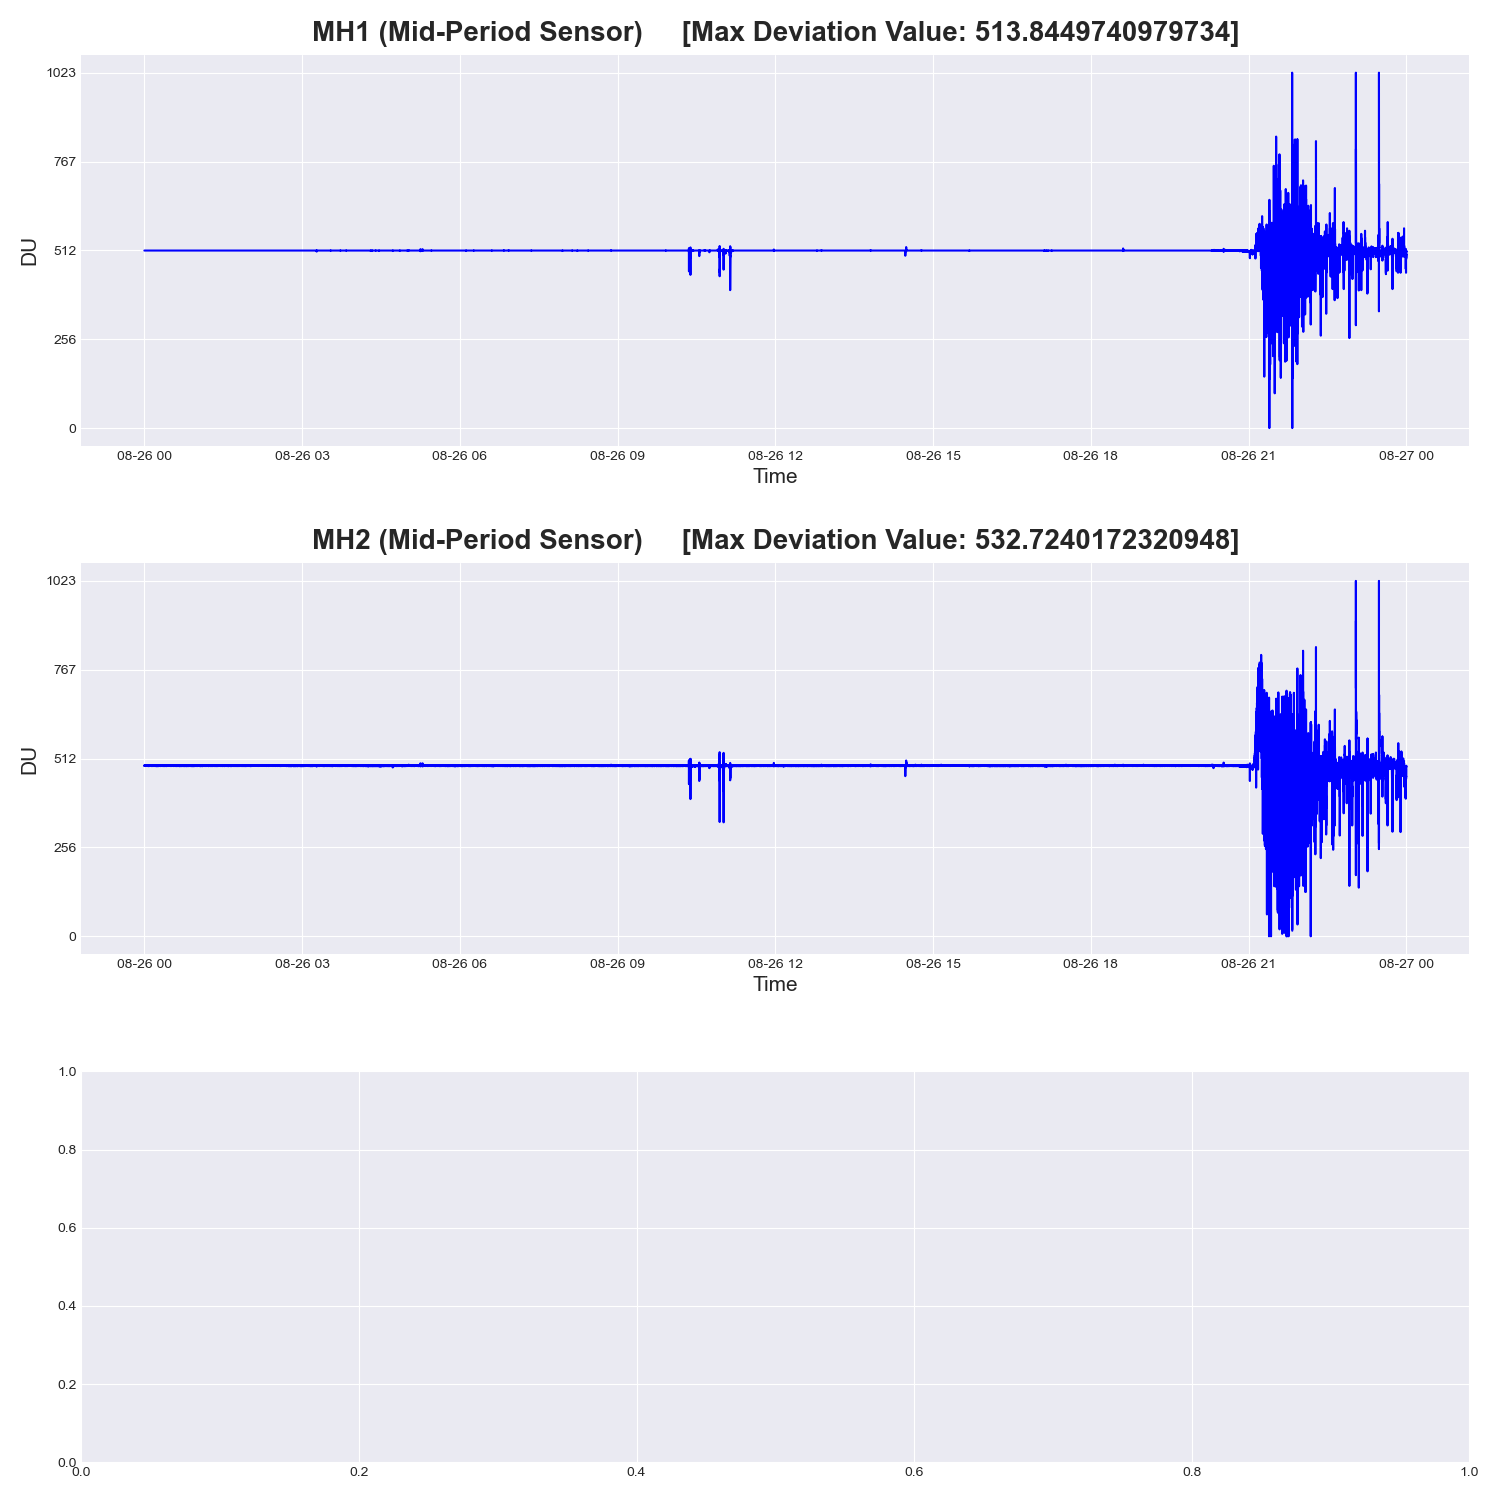 MH1 (Mid-Period Sensor) [Max Deviation Value: 513.8449740979734]
1023
767
512
256
0
DU
08-26 00 08-26 03 08-26 06 08-26 09 08-26 12 08-26 15 08-26 18 08-26 21 08-27 00
Time
MH2 (Mid-Period Sensor) [Max Deviation Value: 532.7240172320948]
1023
767
512
256
0
DU
08-26 00 08-26 03 08-26 06 08-26 09 08-26 12 08-26 15 08-26 18 08-26 21 08-27 00
Time
1.0
0.8
0.6
0.4
0.2
0.0
0.0 0.2 0.4 0.6 0.8 1.0